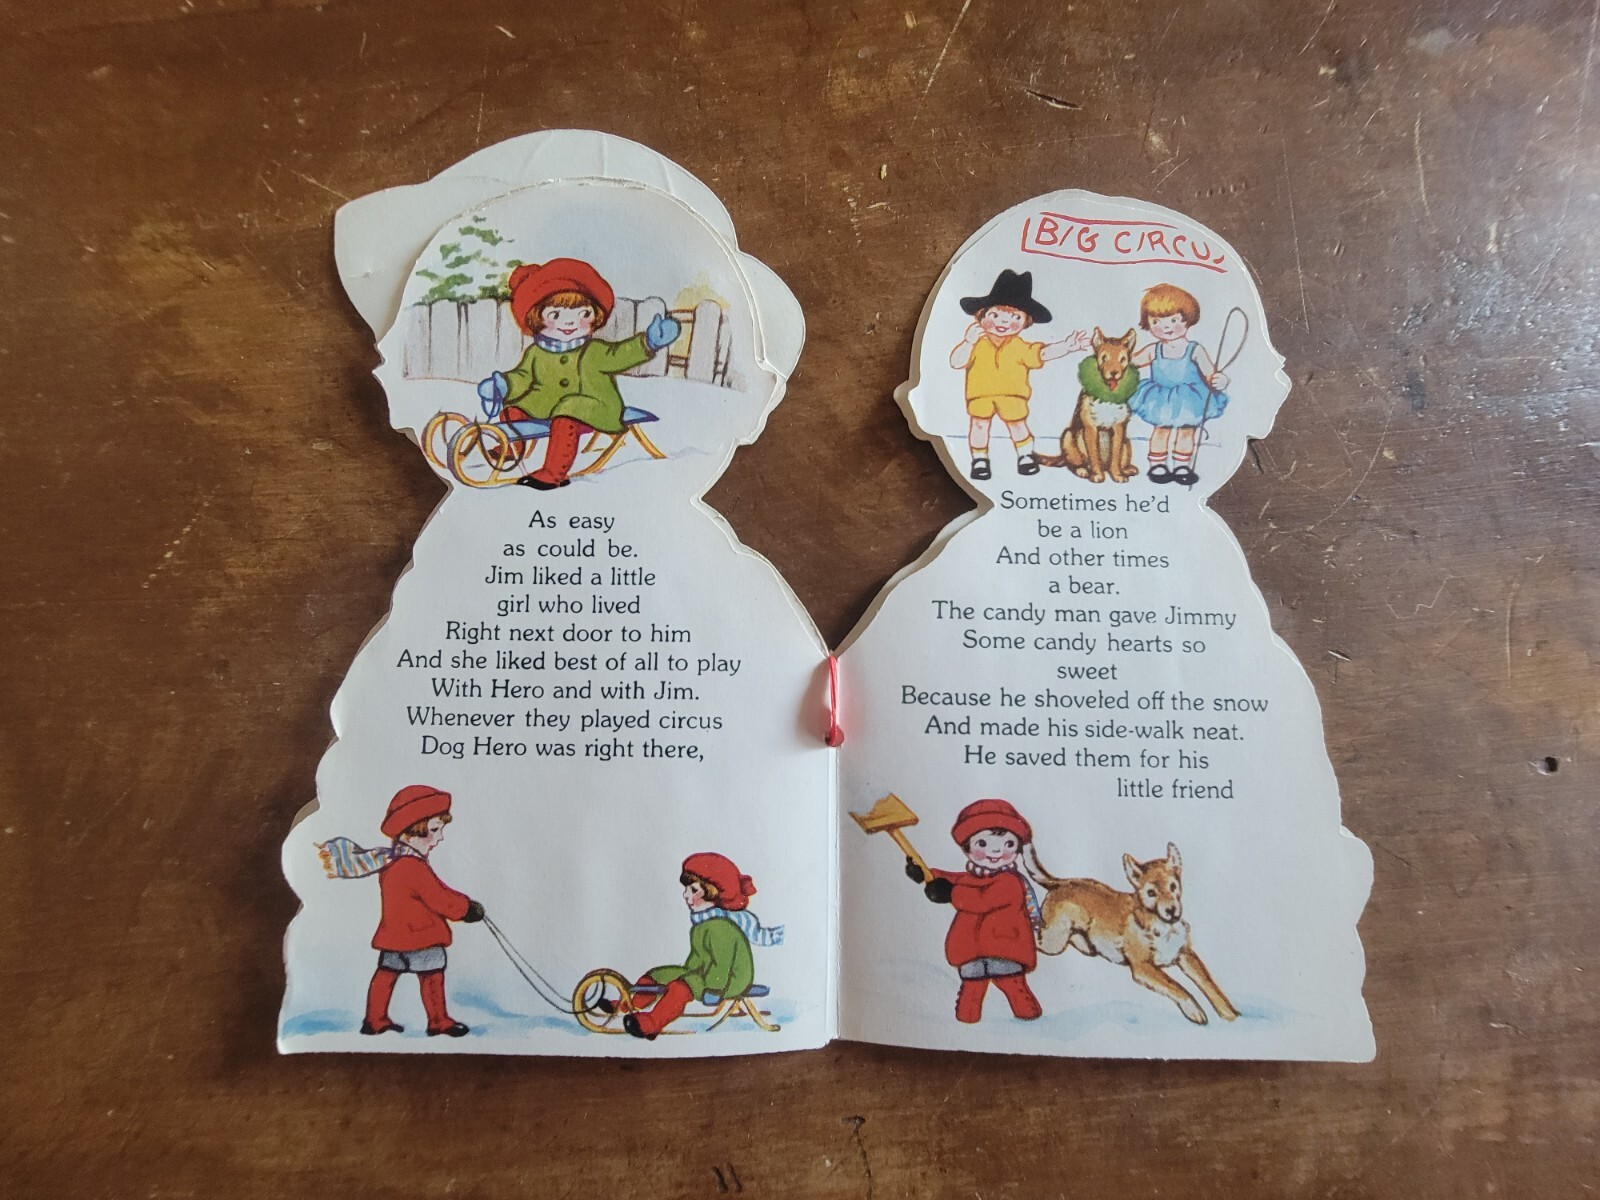 As easy
as could be.
Jim liked a little
girl who lived
Right next door to him
And she liked best of all to play
With Hero and with Jim.
Whenever they played circus
Dog Hero was right there,
BIG CIRCU
Sometimes he'd
be a lion
And other times
a bear.
The candy man gave Jimmy
Some candy hearts so
sweet
Because he shoveled off the snow
And made his side-walk neat.
He saved them for his
little friend